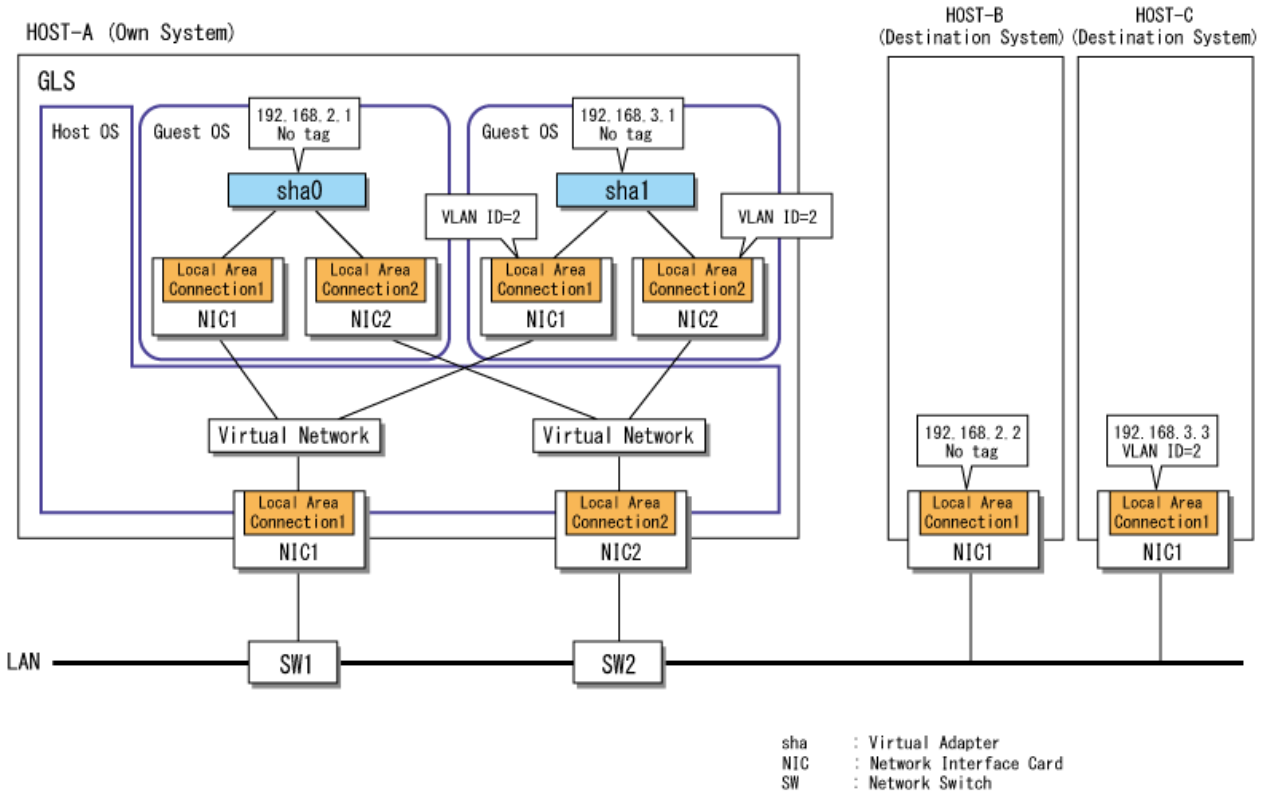 HOST-A (Own System)
HOST-B
(Destination System)
HOST-C
(Destination System)
GLS
Host OS
Guest OS
192.168.2.1
No tag
sha0
Local Area
Connection1
NIC1
Local Area
Connection2
NIC2
Guest OS
192.168.3.1
No tag
sha1
VLAN ID=2
VLAN ID=2
Local Area
Connection1
NIC1
Local Area
Connection2
NIC2
Virtual Network
Virtual Network
Local Area
Connection1
NIC1
Local Area
Connection2
NIC2
192.168.2.2
No tag
Local Area
Connection1
NIC1
192.168.3.3
VLAN ID=2
Local Area
Connection1
NIC1
LAN
SW1
SW2
sha : Virtual Adapter
NIC : Network Interface Card
SW : Network Switch